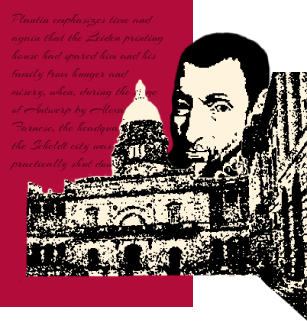 Plantin emphasizes time and
again that the Leiden printing
house had spared him and his
family from hunger and
misery, when, during the
of Antwerp by
Farnese, the
the Scheldt city was
practically shut